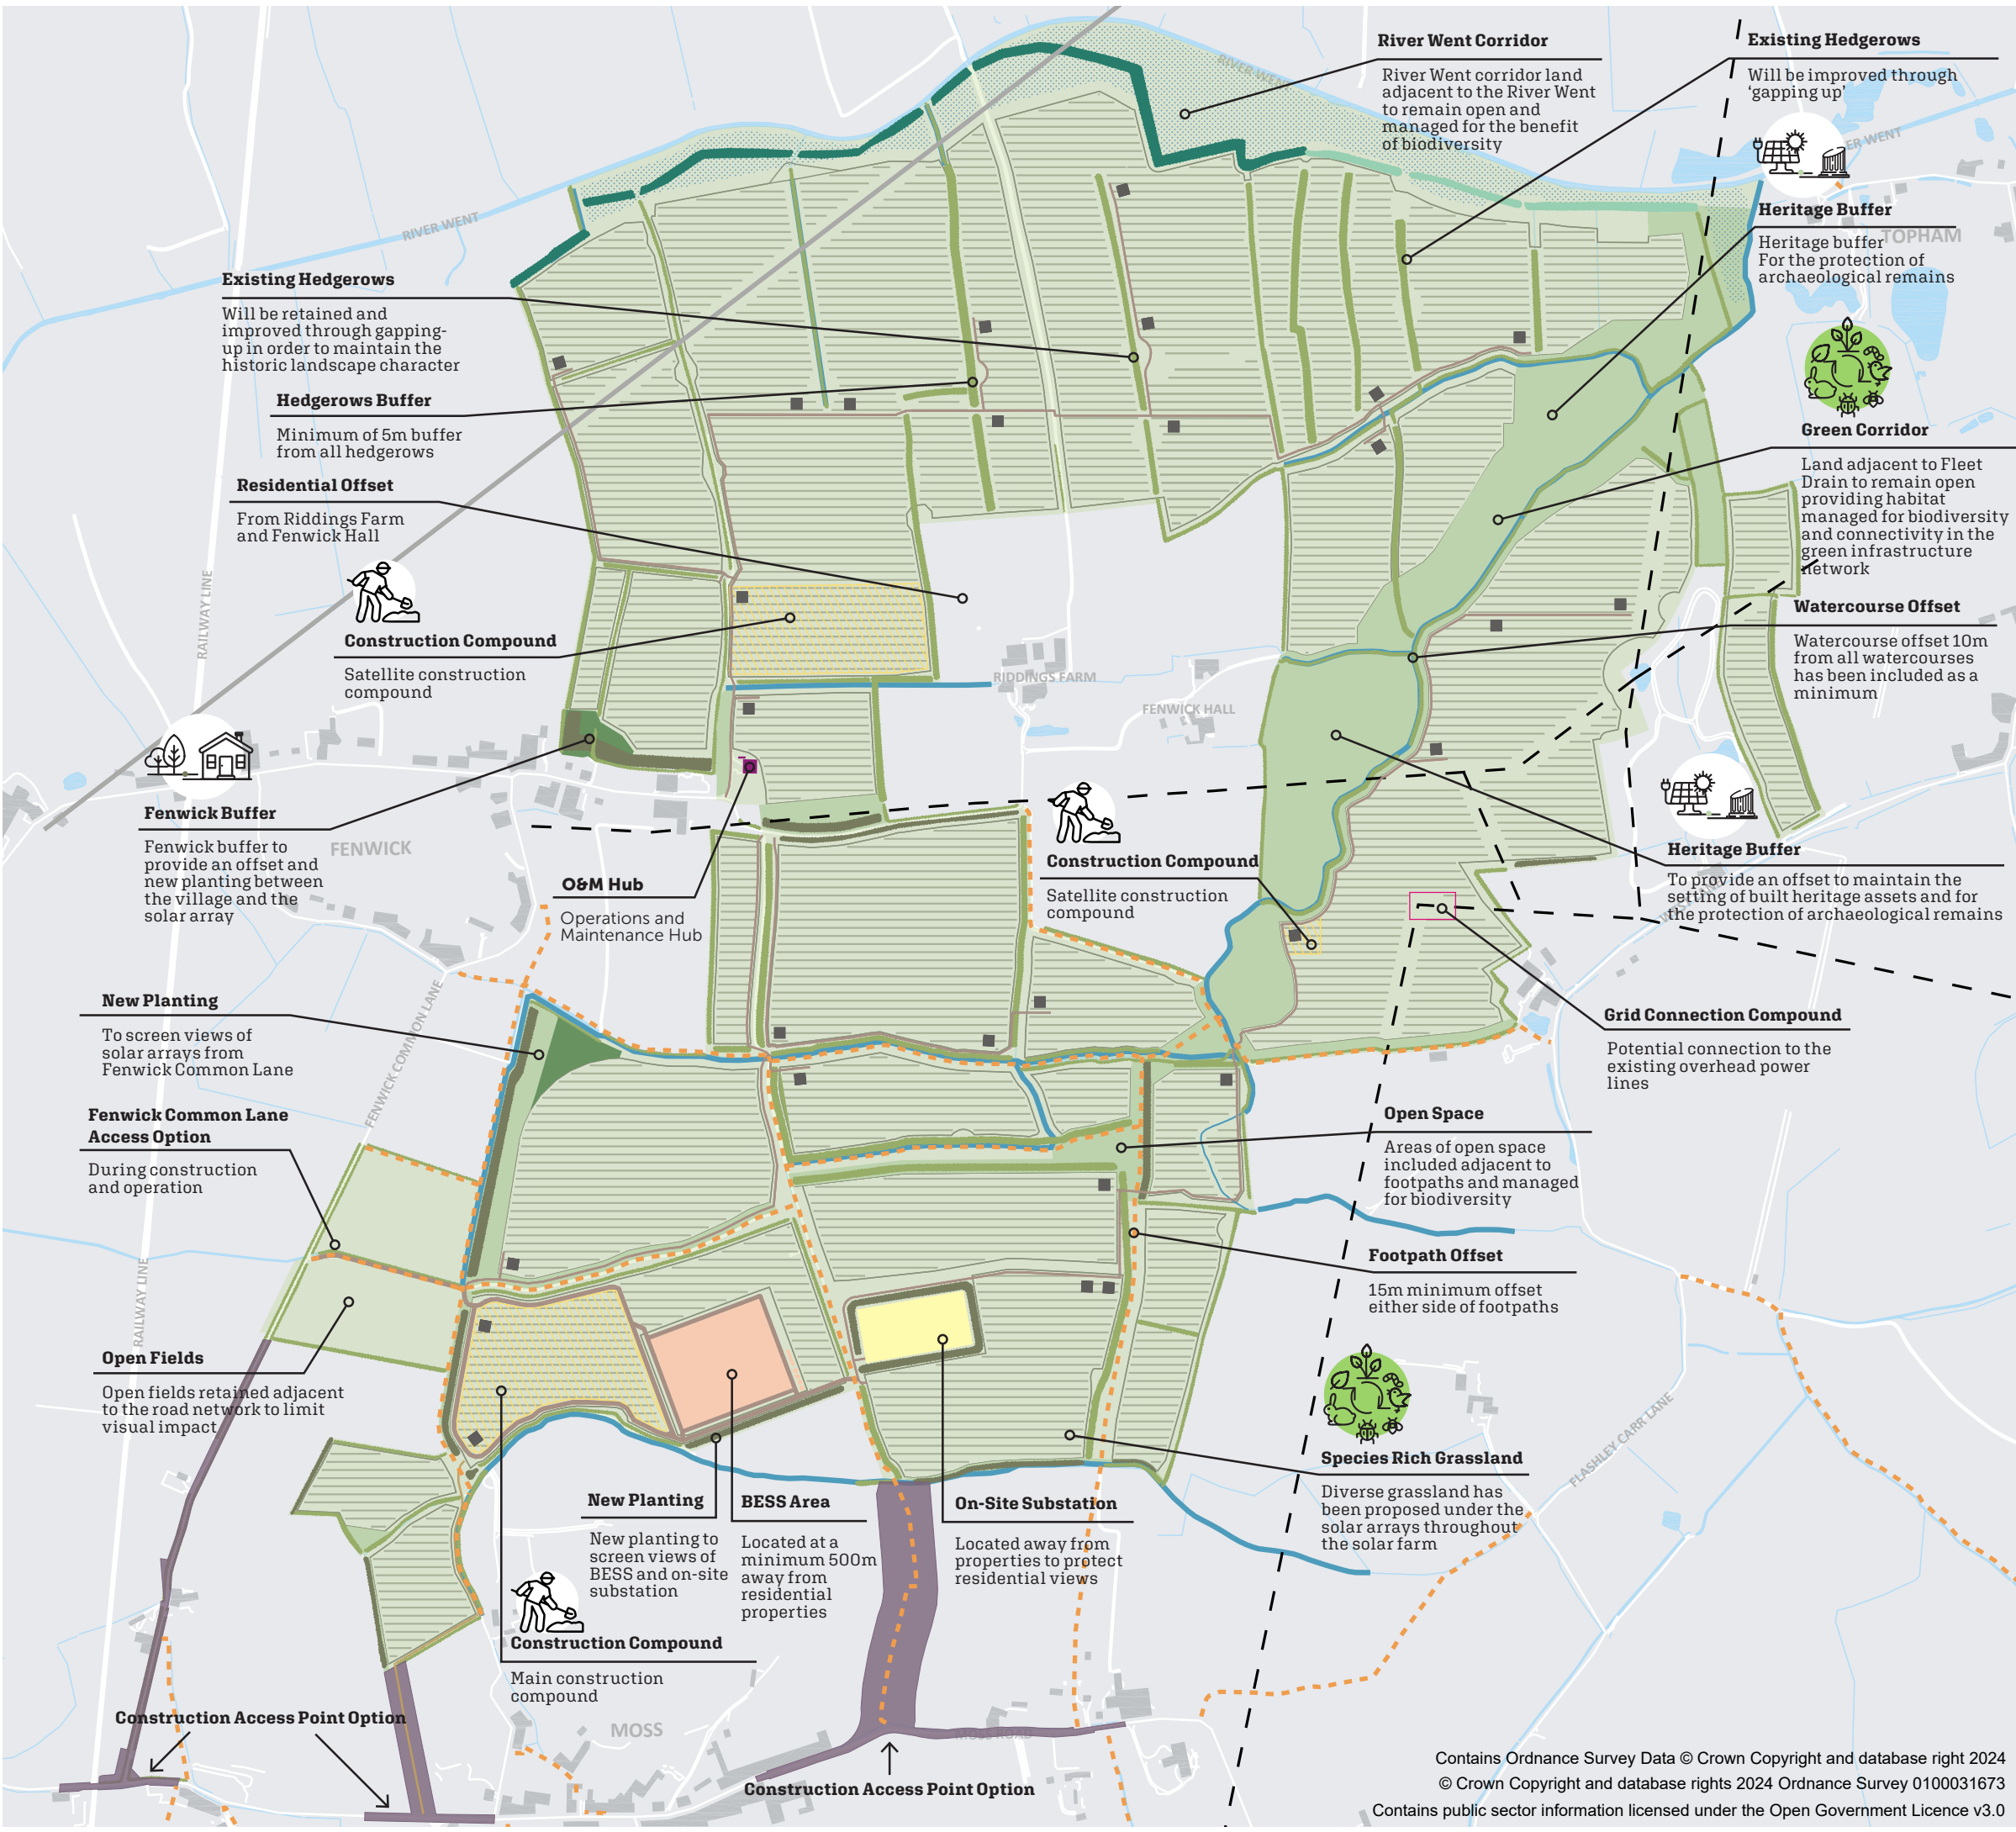 River Went Corridor
River Went corridor land
adjacent to the River Went
to remain open and
managed for the benefit
of biodiversity
Existing Hedgerows
Will be improved through
‘gapping up’
RIVER WENT
RIVER WENT
ER WENT
Heritage Buffer
Heritage buffer
For the protection of
archaeological remains
TOPHAM
Existing Hedgerows
Will be retained and
improved through gapping-
up in order to maintain the
historic landscape character
Hedgerows Buffer
Minimum of 5m buffer
from all hedgerows
Residential Offset
From Riddings Farm
and Fenwick Hall
Green Corridor
Land adjacent to Fleet
Drain to remain open
providing habitat
managed for biodiversity
and connectivity in the
green infrastructure
network
RAILWAY LINE
Construction Compound
Satellite construction
compound
Watercourse Offset
Watercourse offset 10m
from all watercourses
has been included as a
minimum
RIDDINGS FARM
FENWICK HALL
Fenwick Buffer
Fenwick buffer to
provide an offset and
new planting between
the village and the
solar array
FENWICK
O&M Hub
Operations and
Maintenance Hub
Construction Compound
Satellite construction
compound
Heritage Buffer
To provide an offset to maintain the
setting of built heritage assets and for
the protection of archaeological remains
New Planting
To screen views of
solar arrays from
Fenwick Common Lane
FENWICK COMMON LANE
Grid Connection Compound
Potential connection to the
existing overhead power
lines
Fenwick Common Lane
Access Option
During construction
and operation
Open Space
Areas of open space
included adjacent to
footpaths and managed
for biodiversity
Footpath Offset
15m minimum offset
either side of footpaths
RAILWAY LINE
Open Fields
Open fields retained adjacent
to the road network to limit
visual impact
Species Rich Grassland
Diverse grassland has
been proposed under the
solar arrays throughout
the solar farm
FLASHLEY CARR LANE
New Planting
New planting to
screen views of
BESS and on-site
substation
BESS Area
Located at a
minimum 500m
away from
residential
properties
On-Site Substation
Located away from
properties to protect
residential views
Construction Compound
Main construction
compound
Construction Access Point Option
MOSS
MOSS ROAD
Construction Access Point Option
Contains Ordnance Survey Data © Crown Copyright and database right 2024
© Crown Copyright and database rights 2024 Ordnance Survey 0100031673
Contains public sector information licensed under the Open Government Licence v3.0